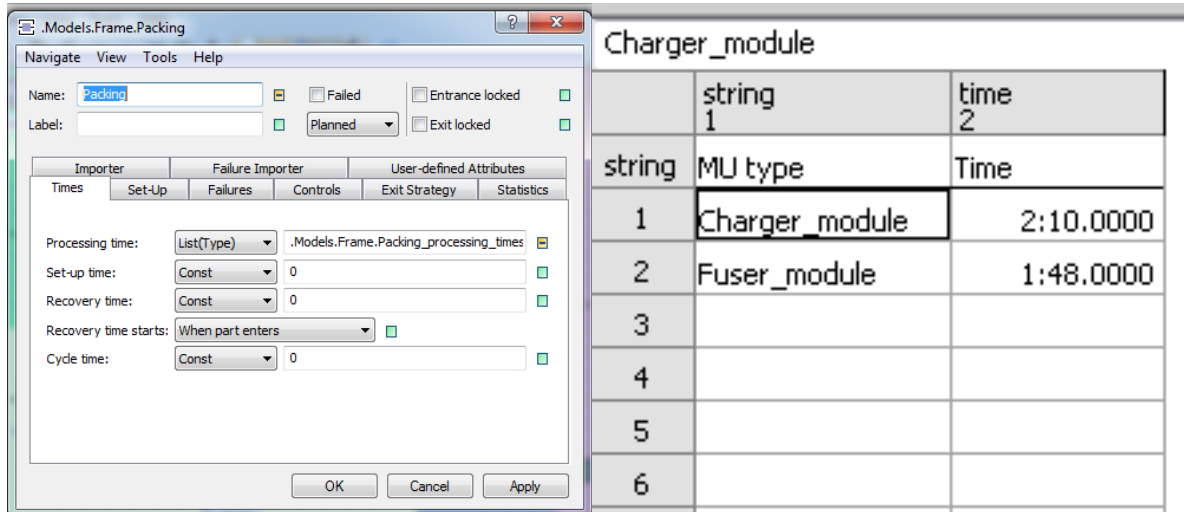 .Models.Frame.Packing
? X
Navigate View Tools Help
Name: Packing Failed Entrance locked
Label: Planned Exit locked
Importer Failure Importer User-defined Attributes
Times Set-Up Failures Controls Exit Strategy Statistics
Processing time: List(Type) .Models.Frame.Packing_processing_times
Set-up time: Const 0
Recovery time: Const 0
Recovery time starts: When part enters
Cycle time: Const 0
OK Cancel Apply
Charger_module
string time
1 2
string MU type Time
1 Charger_module 2:10.0000
2 Fuser_module 1:48.0000
3
4
5
6